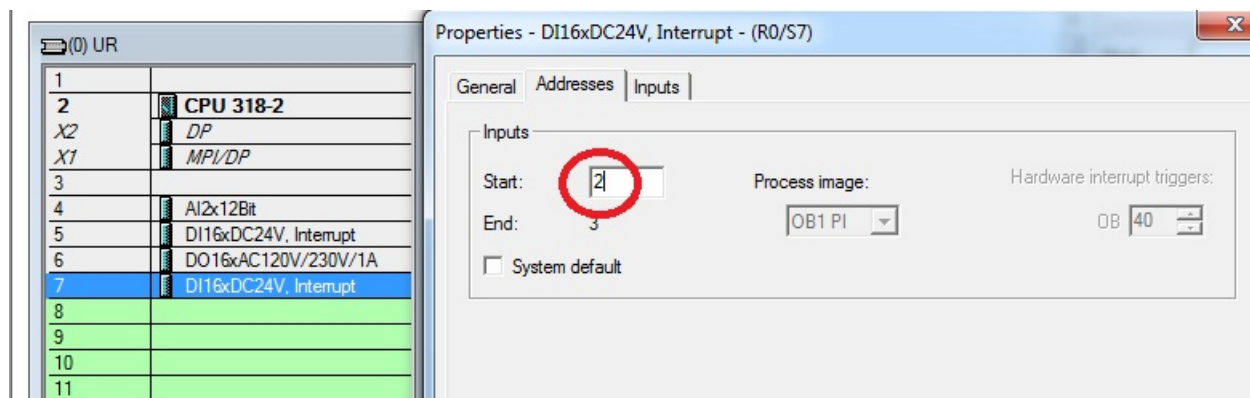 (0) UR
1
2 CPU 318-2
X2 DP
X1 MPI/DP
3
4 AI2x12Bit
5 DI16xDC24V, Interrupt
6 DO16xAC120V/230V/1A
7 DI16xDC24V, Interrupt
8
9
10
11
Properties - DI16xDC24V, Interrupt - (R0/S7)
X
General Addresses Inputs
Inputs
Start: 2 Process image: Hardware interrupt triggers:
End: 3 OB1 PI OB 40
System default